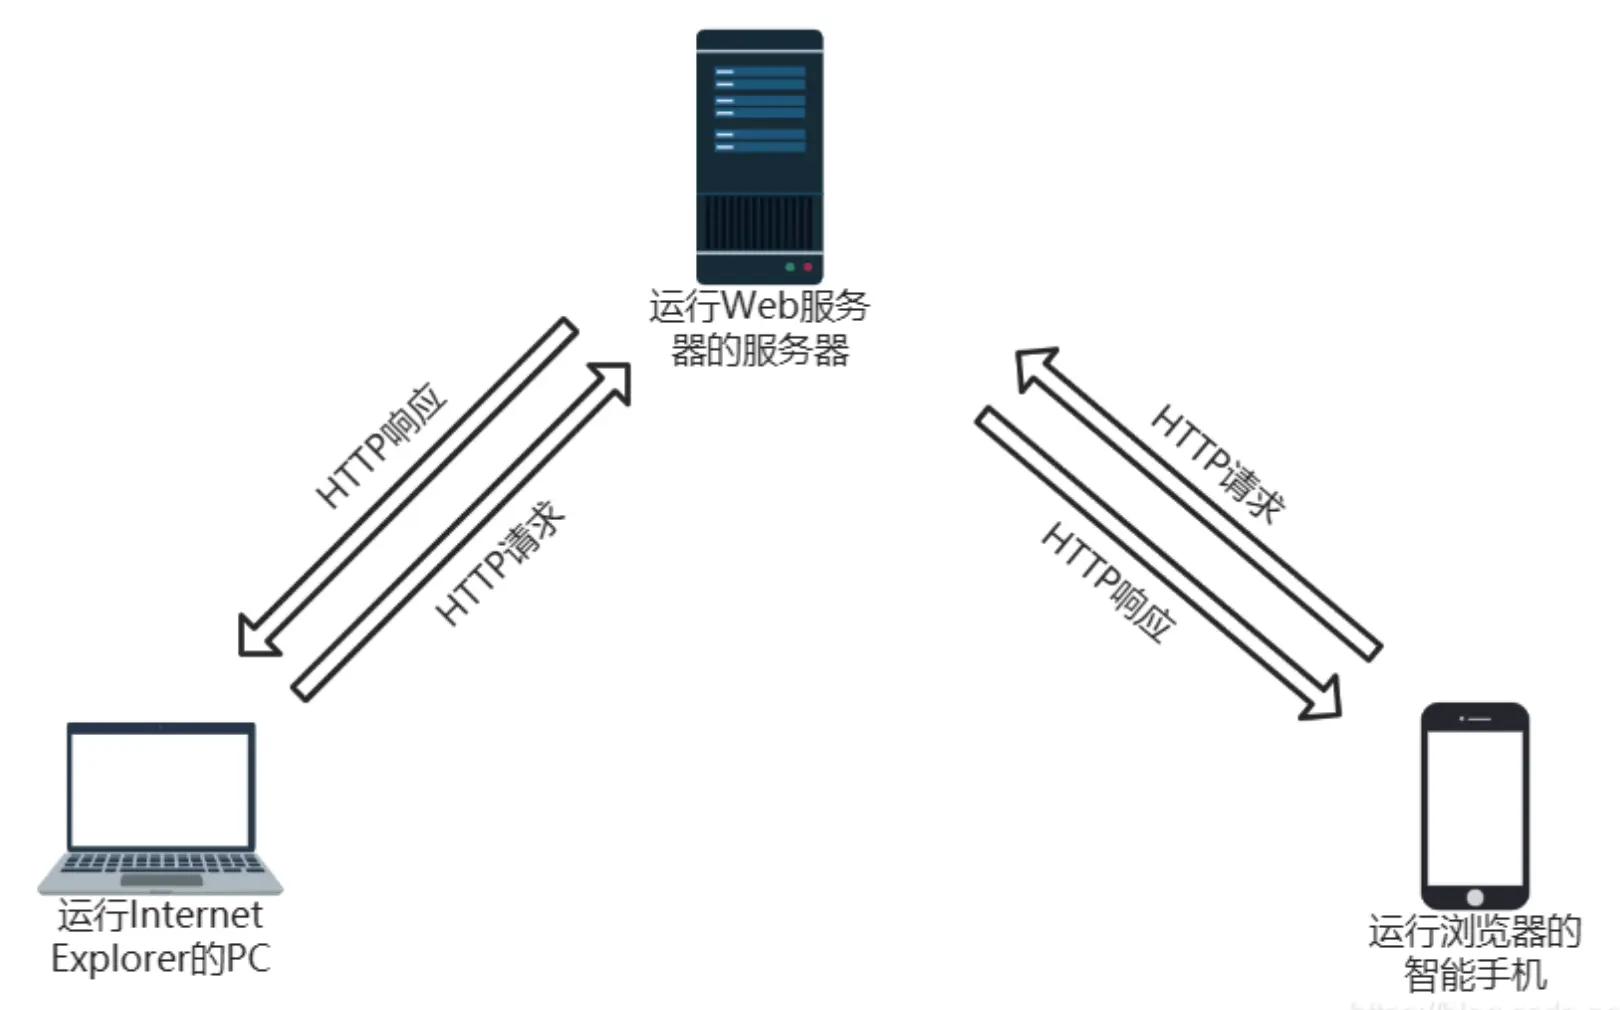 运行Web服务
器的服务器
HTTP响应
HTTP请求
HTTP请求
HTTP响应
运行Internet
Explorer的PC
运行浏览器的
智能手机